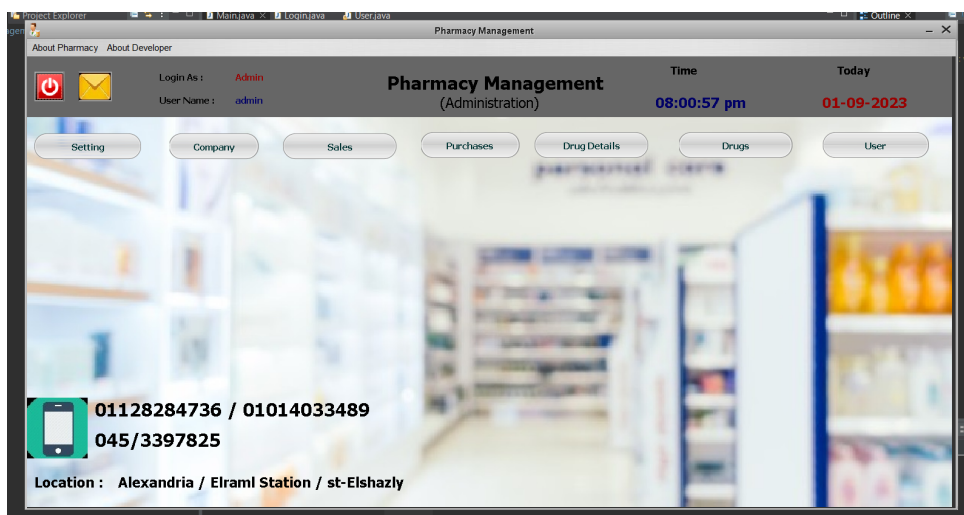 Project Explorer Main.java Login.java User.java Outline
Pharmacy Management
About Pharmacy About Developer
Login As : Admin
User Name : admin
Pharmacy Management
(Administration)
Time
08:00:57 pm
Today
01-09-2023
Setting Company Sales Purchases Drug Details Drugs User
personal care
01128284736 / 01014033489
045/3397825
Location : Alexandria / Elraml Station / st-Elshazly